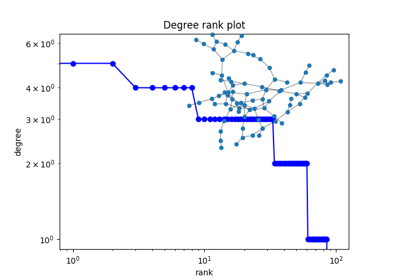 Degree rank plot
6 × 10⁰
4 × 10⁰
3 × 10⁰
2 × 10⁰
10⁰
degree
10⁰
10¹
10²
rank